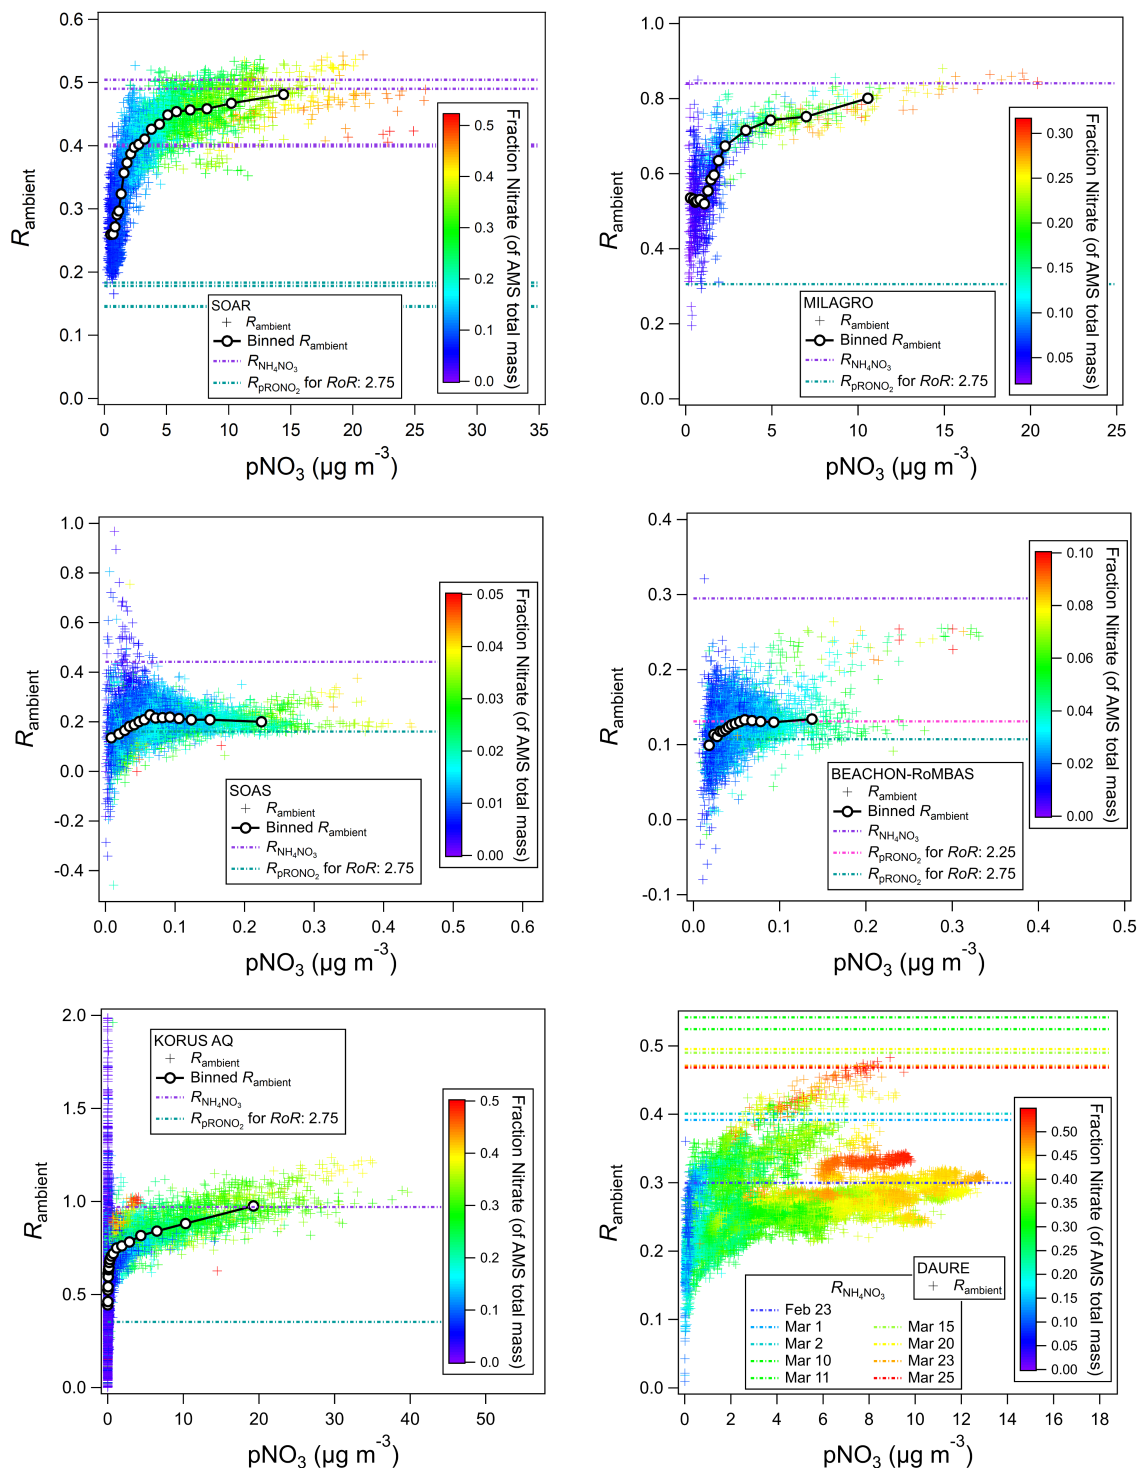 0.6
0.5
0.4
0.3
0.2
0.1
0.0
R ambient
0
5
10
15
20
25
30
35
pNO3 (µg m-3)
SOAR
Rambient
Binned Rambient
RNH4NO3
RpRONO2 for RoR: 2.75
0.5
0.4
0.3
0.2
0.1
0.0
Fraction Nitrate (of AMS total mass)
1.0
0.8
0.6
0.4
0.2
0.0
Rambient
0
5
10
15
20
25
pNO3 (µg m-3)
MILAGRO
Rambient
Binned Rambient
RNH4NO3
RpRONO2 for RoR: 2.75
0.30
0.25
0.20
0.15
0.10
0.05
Fraction Nitrate (of AMS total mass)
1.0
0.8
0.6
0.4
0.2
0.0
-0.2
-0.4
Rambient
0.0
0.1
0.2
0.3
0.4
0.5
0.6
pNO3 (µg m-3)
SOAS
Rambient
Binned Rambient
RNH4NO3
RpRONO2 for RoR: 2.75
0.05
0.04
0.03
0.02
0.01
0.00
Fraction Nitrate (of AMS total mass)
0.4
0.3
0.2
0.1
0.0
-0.1
Rambient
0.0
0.1
0.2
0.3
0.4
0.5
pNO3 (µg m-3)
BEACHON-RoMBAS
Rambient
Binned Rambient
RNH4NO3
RpRONO2 for RoR: 2.25
RpRONO2 for RoR: 2.75
0.10
0.08
0.06
0.04
0.02
0.00
Fraction Nitrate (of AMS total mass)
2.0
1.5
1.0
0.5
0.0
Rambient
0
10
20
30
40
50
pNO3 (µg m-3)
KORUS AQ
Rambient
Binned Rambient
RNH4NO3
RpRONO2 for RoR: 2.75
0.5
0.4
0.3
0.2
0.1
0.0
Fraction Nitrate (of AMS total mass)
0.5
0.4
0.3
0.2
0.1
0.0
Rambient
0
2
4
6
8
10
12
14
16
18
pNO3 (µg m-3)
DAURE
Rambient
RNH4NO3
Feb 23
Mar 1
Mar 2
Mar 10
Mar 11
Mar 15
Mar 20
Mar 23
Mar 25
0.50
0.45
0.40
0.35
0.30
0.25
0.20
0.15
0.10
0.05
0.00
Fraction Nitrate (of AMS total mass)